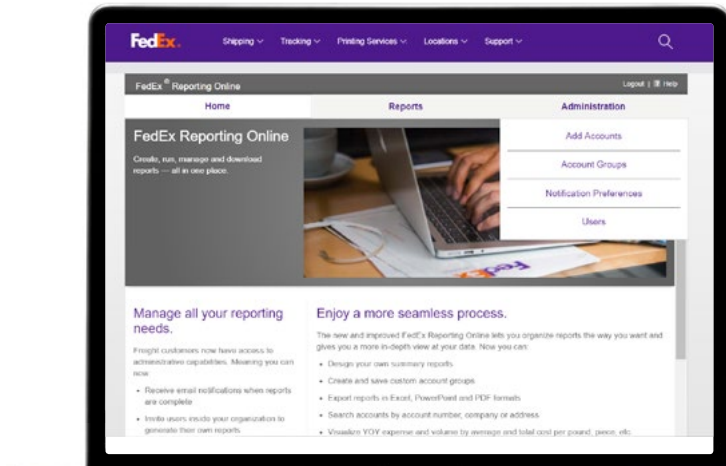 FedEx.
Shipping
Tracking
Printing Services
Locations
Support
FedEx ® Reporting Online
Logout | Help
Home
Reports
Administration
Add Accounts
Account Groups
Notification Preferences
Users
FedEx Reporting Online
Create, run, manage and download
reports — all in one place.
FedEx
Manage all your reporting
needs.
Freight customers now have access to
administrative capabilities. Meaning you can
now:
• Receive email notifications when reports
are complete
• Invite users inside your organization to
generate their own reports
Enjoy a more seamless process.
The new and improved FedEx Reporting Online lets you organize reports the way you want and
gives you a more in-depth view at your data. Now you can:
• Design your own summary reports
• Create and save custom account groups
• Export reports in Excel, PowerPoint and PDF formats
• Search accounts by account number, company or address
• Visualize YOY expense and volume by average and total cost per pound, piece, etc